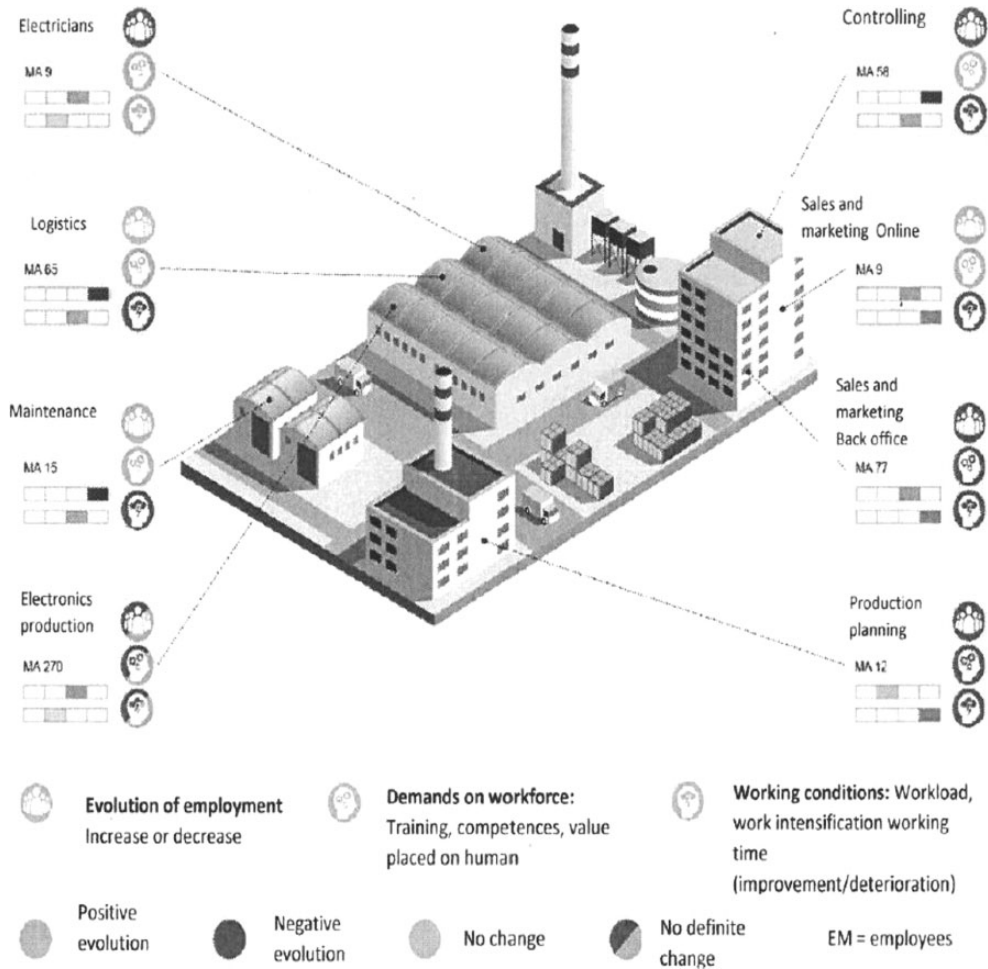 Electricians
MA 9
Logistics
MA 65
Maintenance
MA 15
Electronics
production
MA 270
Controlling
MA 58
Sales and
marketing Online
MA 9
Sales and
marketing
Back office
MA 77
Production
planning
MA 12
Evolution of employment
Increase or decrease
Demands on workforce:
Training, competences, value
placed on human
Working conditions: Workload,
work intensification working
time
(improvement/deterioration)
Positive
evolution
Negative
evolution
No change
No definite
change
EM = employees